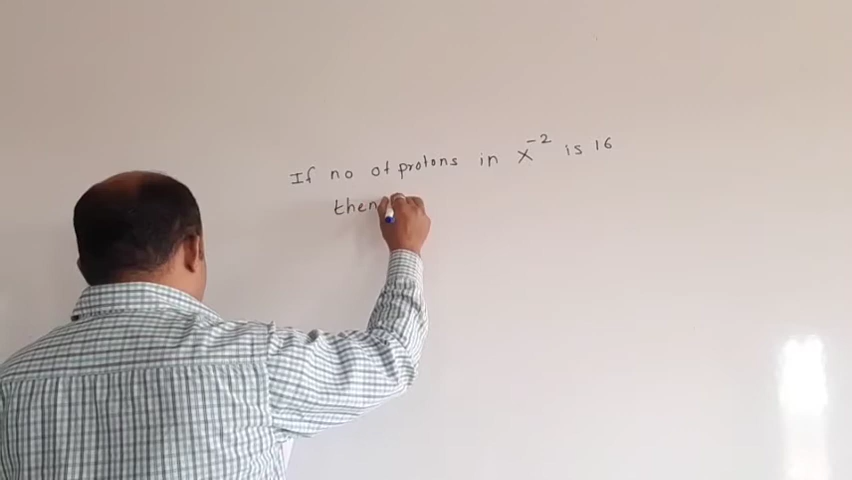 If no of protons in X⁻² is 16
then